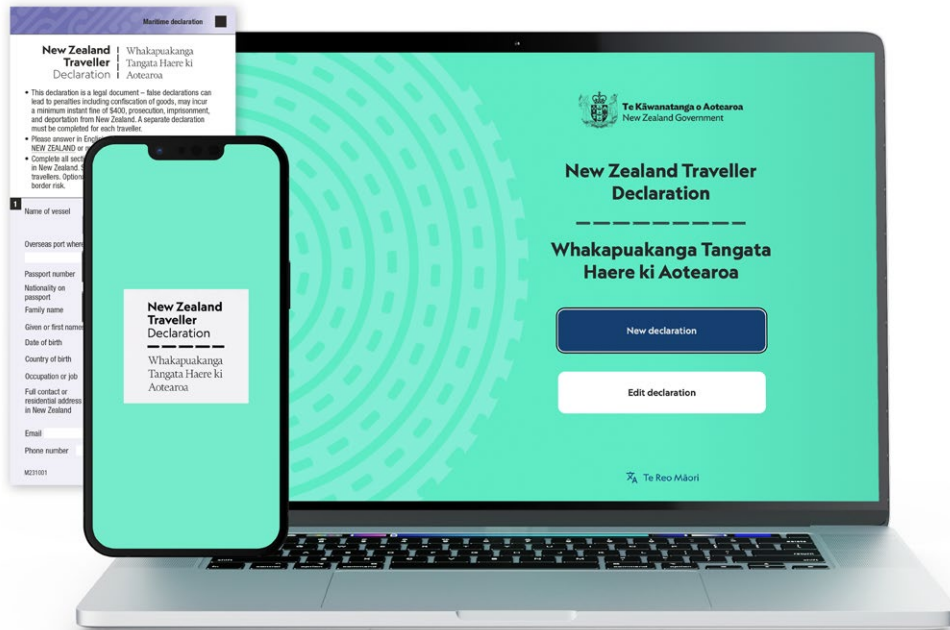 Maritime declaration
New Zealand
Traveller
Declaration
Whakapuakanga
Tangata Haere ki
Aotearoa
• This declaration is a legal document – false declarations can
lead to penalties including confiscation of goods, may incur
a minimum instant fine of $400, prosecution, imprisonment,
and deportation from New Zealand. A separate declaration
must be completed for each traveller.
• Please answer in
NEW ZEALAND or
• Complete all
in New Zealand.
travellers.
border risk.
1
Name of vessel
Overseas port where
Passport number
Nationality on
passport
Family name
Given or first names
Date of birth
Country of birth
Occupation or job
Full contact or
residential address
in New Zealand
Email
Phone number
M231001
New Zealand
Traveller
Declaration
Whakapuakanga
Tangata Haere ki
Aotearoa
Te Kāwanatanga o Aotearoa
New Zealand Government
New Zealand Traveller
Declaration
Whakapuakanga Tangata
Haere ki Aotearoa
New declaration
Edit declaration
Te Reo Māori